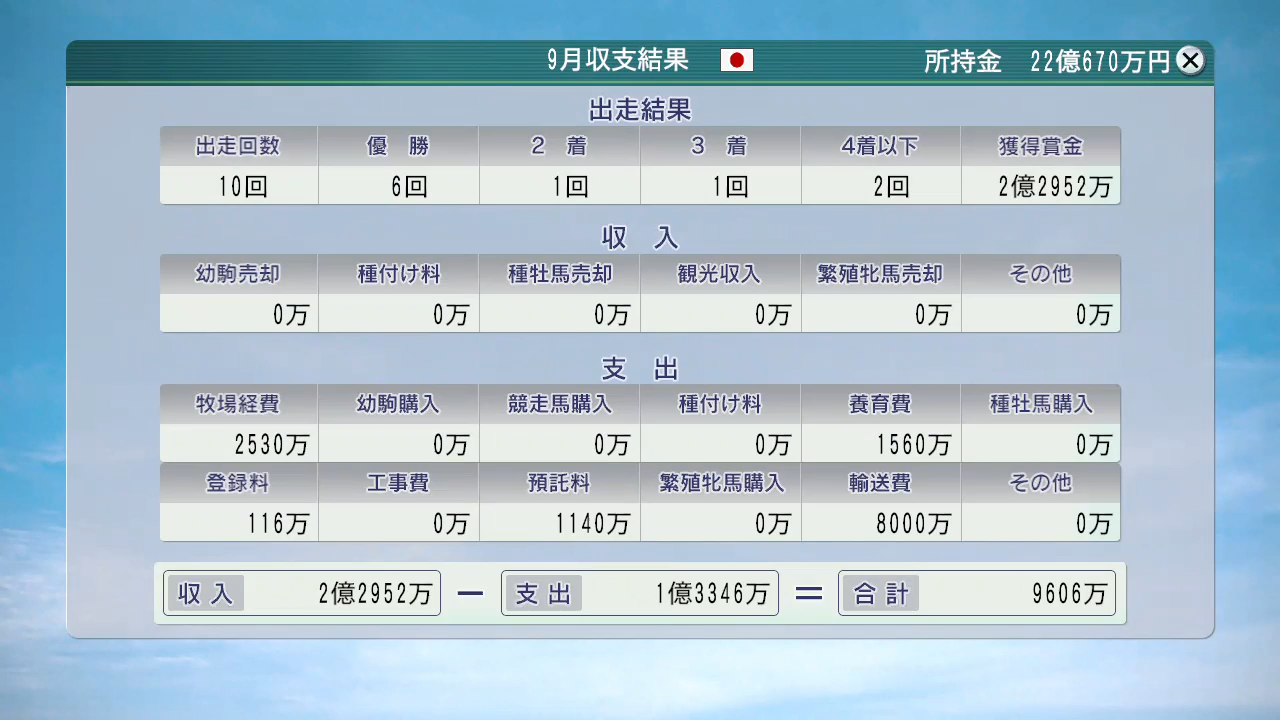 9月収支結果 所持金 22億670万円
出走結果
出走回数 優 勝 2 着 3 着 4着以下 獲得賞金
10回 6回 1回 1回 2回 2億2952万
収 入
幼駒売却 種付け料 種牡馬売却 観光収入 繁殖牝馬売却 その他
0万 0万 0万 0万 0万 0万
支 出
牧場経費 幼駒購入 競走馬購入 種付け料 養育費 種牡馬購入
2530万 0万 0万 0万 1560万 0万
登録料 工事費 預託料 繁殖牝馬購入 輸送費 その他
116万 0万 1140万 0万 8000万 0万
収 入 2億2952万 － 支 出 1億3346万 ＝ 合 計 9606万